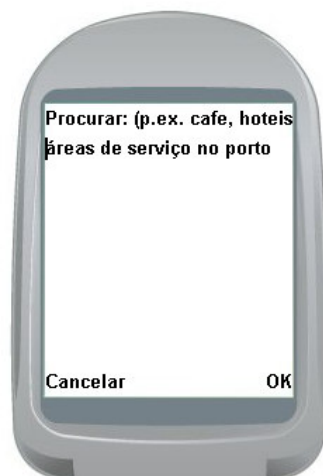 Procurar: (p.ex. cafe, hoteis
áreas de serviço no porto
Cancelar OK